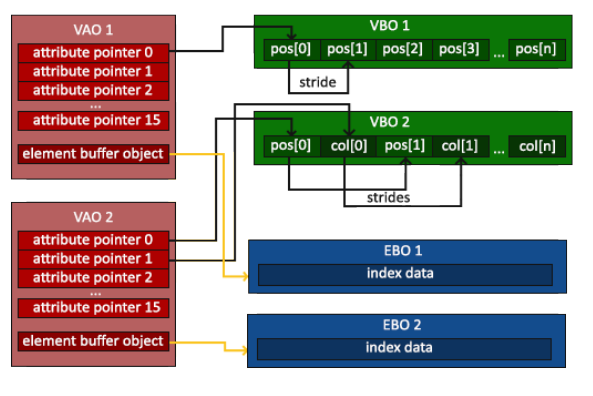 VAO 1
attribute pointer 0
attribute pointer 1
attribute pointer 2
...
attribute pointer 15
element buffer object
VAO 2
attribute pointer 0
attribute pointer 1
attribute pointer 2
...
attribute pointer 15
element buffer object
VBO 1
pos[0] pos[1] pos[2] pos[3] ... pos[n]
stride
VBO 2
pos[0] col[0] pos[1] col[1] ... col[n]
strides
EBO 1
index data
EBO 2
index data